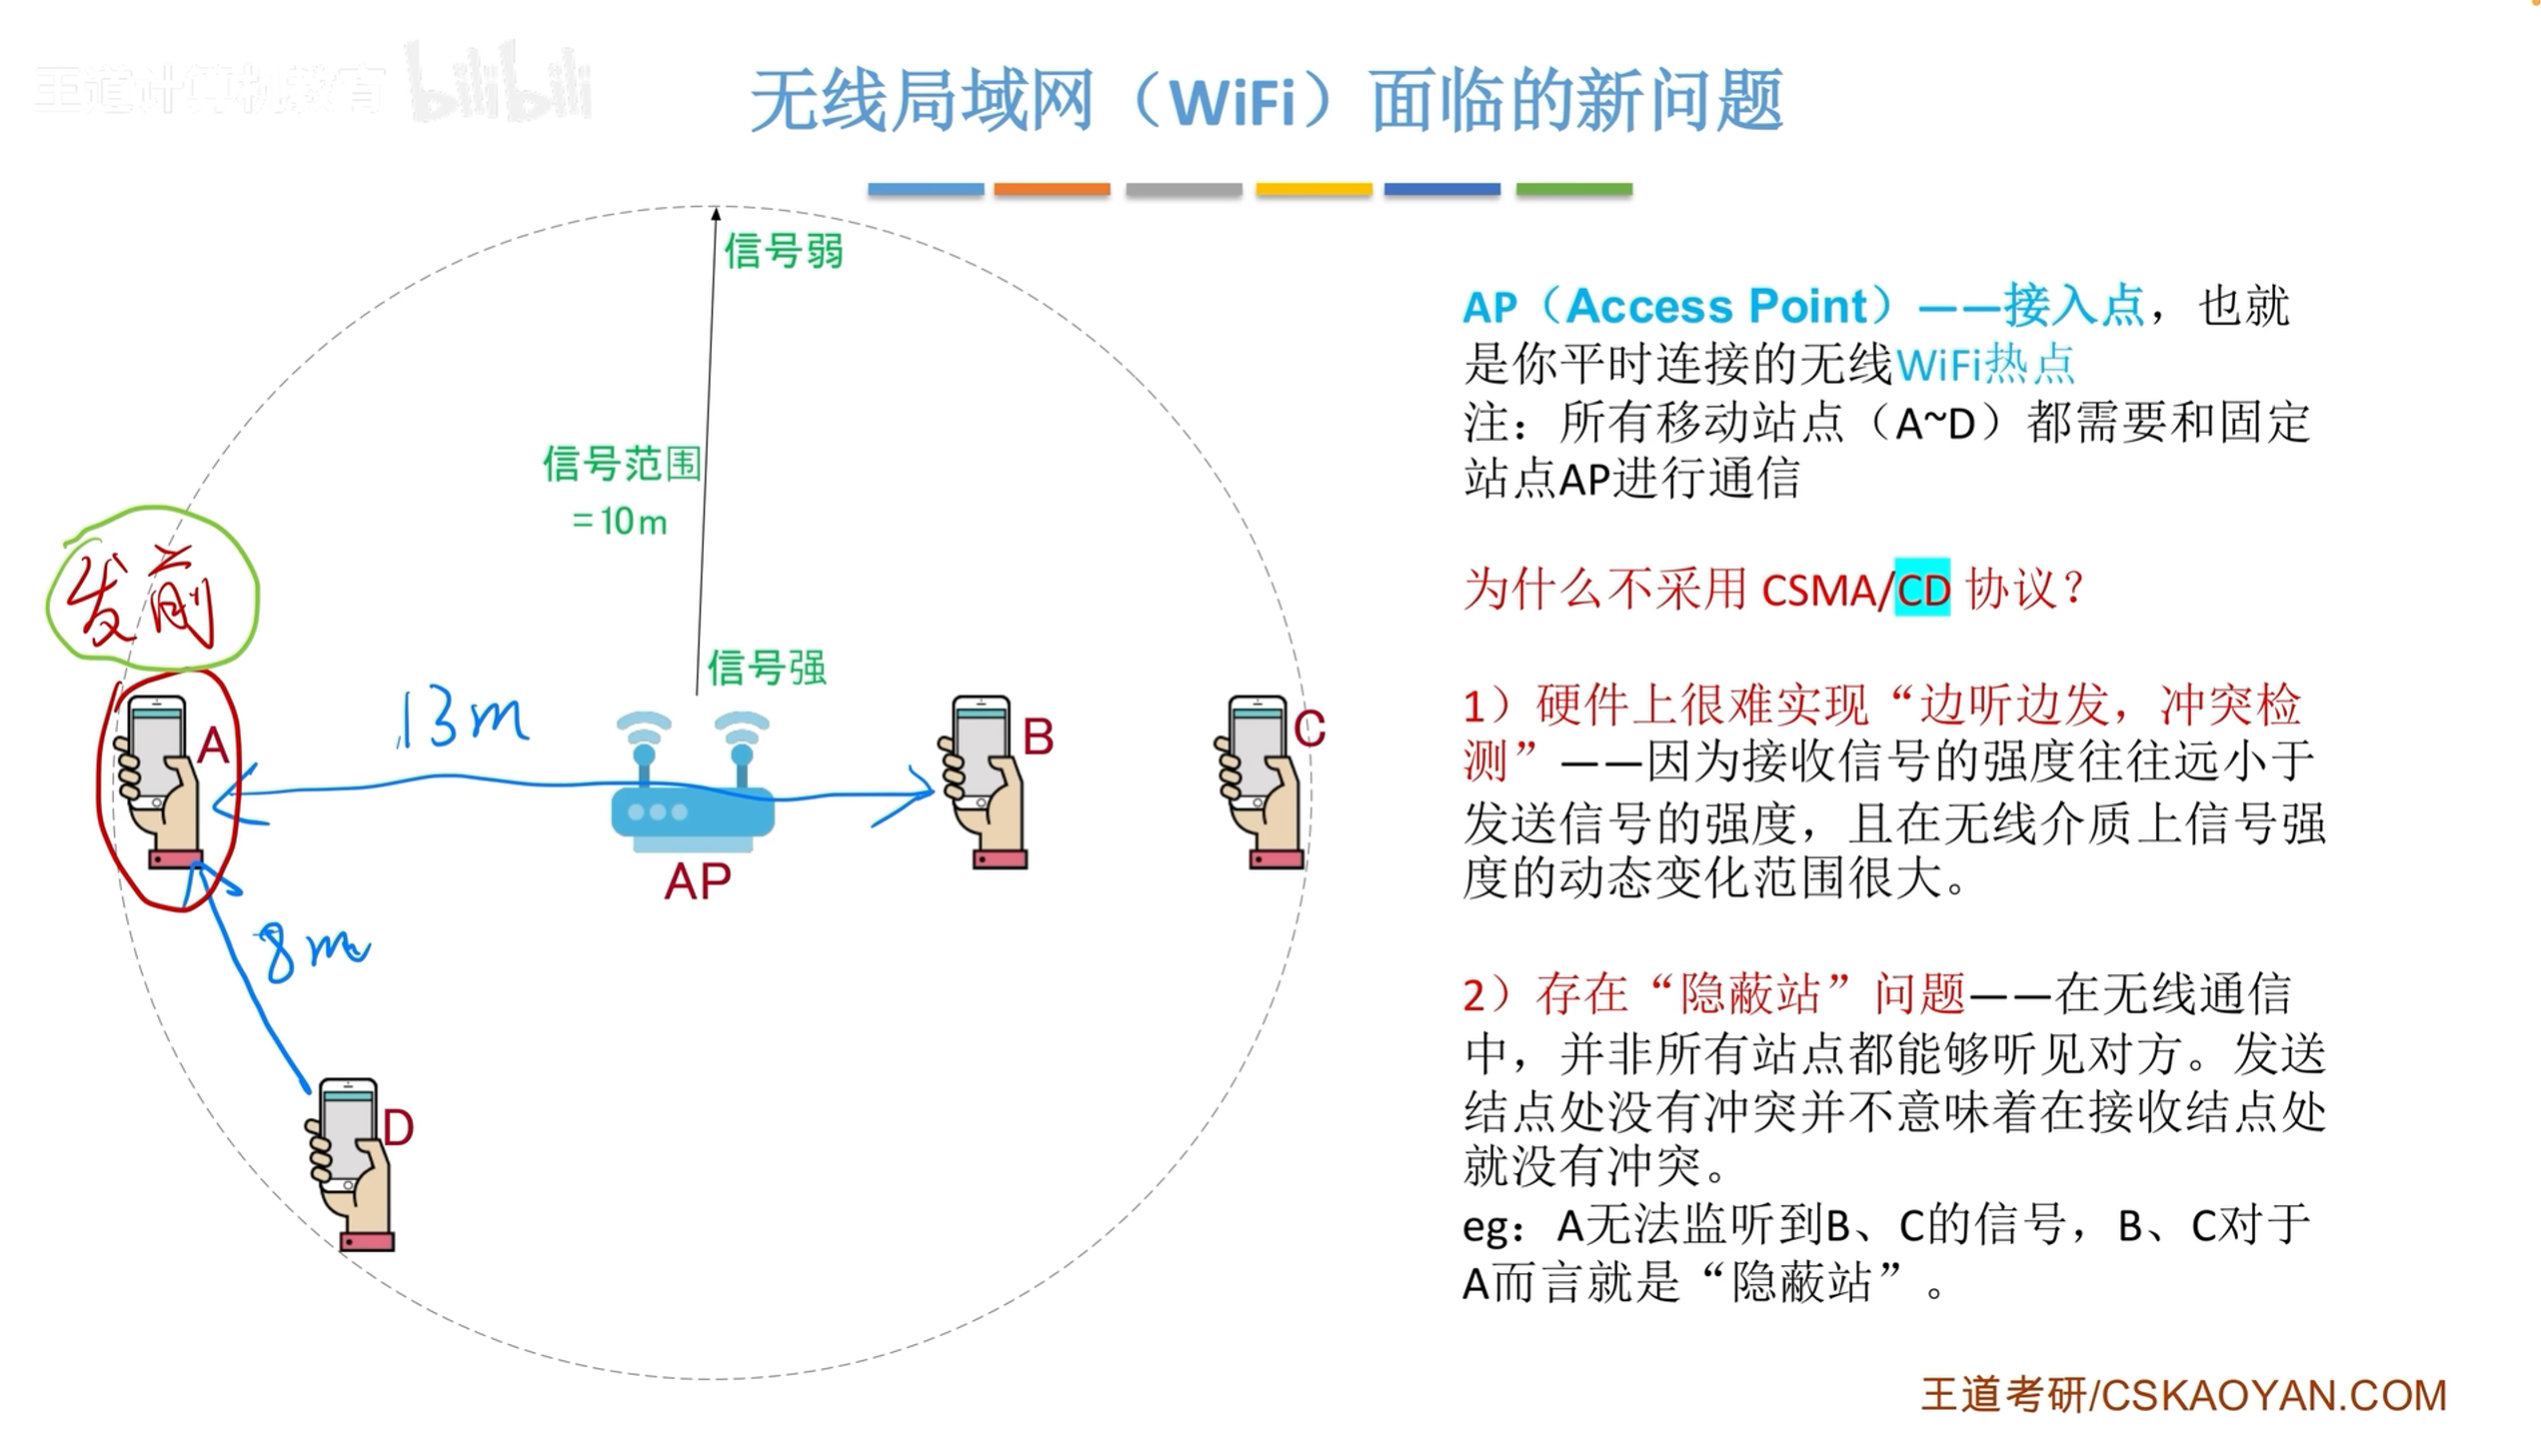 王道计算机教育 bilibili
无线局域网（WiFi）面临的新问题
信号弱
信号范围
=10m
信号强
发前
A
13m
B
C
AP
8m
D
AP（Access Point）——接入点，也就
是你平时连接的无线WiFi热点
注：所有移动站点（A~D）都需要和固定
站点AP进行通信
为什么不采用 CSMA/CD 协议？
1）硬件上很难实现“边听边发，冲突检
测”——因为接收信号的强度往往远小于
发送信号的强度，且在无线介质上信号强
度的动态变化范围很大。
2）存在“隐蔽站”问题——在无线通信
中，并非所有站点都能够听见对方。发送
结点处没有冲突并不意味着在接收结点处
就没有冲突。
eg：A无法监听到B、C的信号，B、C对于
A而言就是“隐蔽站”。
王道考研/CSKAOYAN.COM